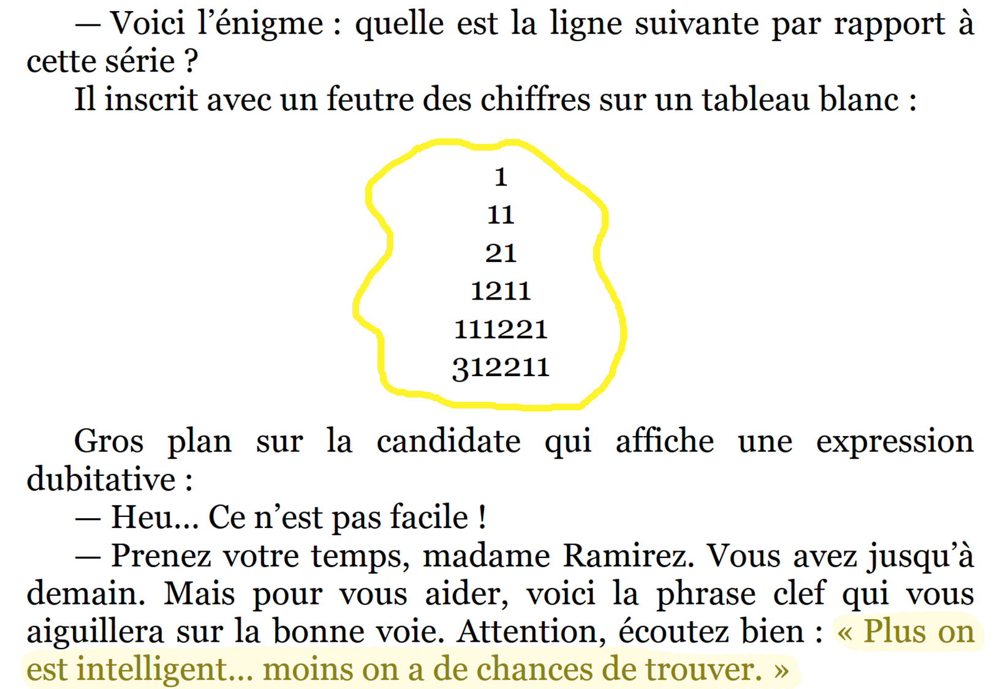 — Voici l’énigme : quelle est la ligne suivante par rapport à
cette série ?
Il inscrit avec un feutre des chiffres sur un tableau blanc :
1
11
21
1211
111221
312211
Gros plan sur la candidate qui affiche une expression
dubitative :
— Heu… Ce n’est pas facile !
— Prenez votre temps, madame Ramirez. Vous avez jusqu’à
demain. Mais pour vous aider, voici la phrase clef qui vous
aiguillera sur la bonne voie. Attention, écoutez bien : « Plus on
est intelligent… moins on a de chances de trouver. »